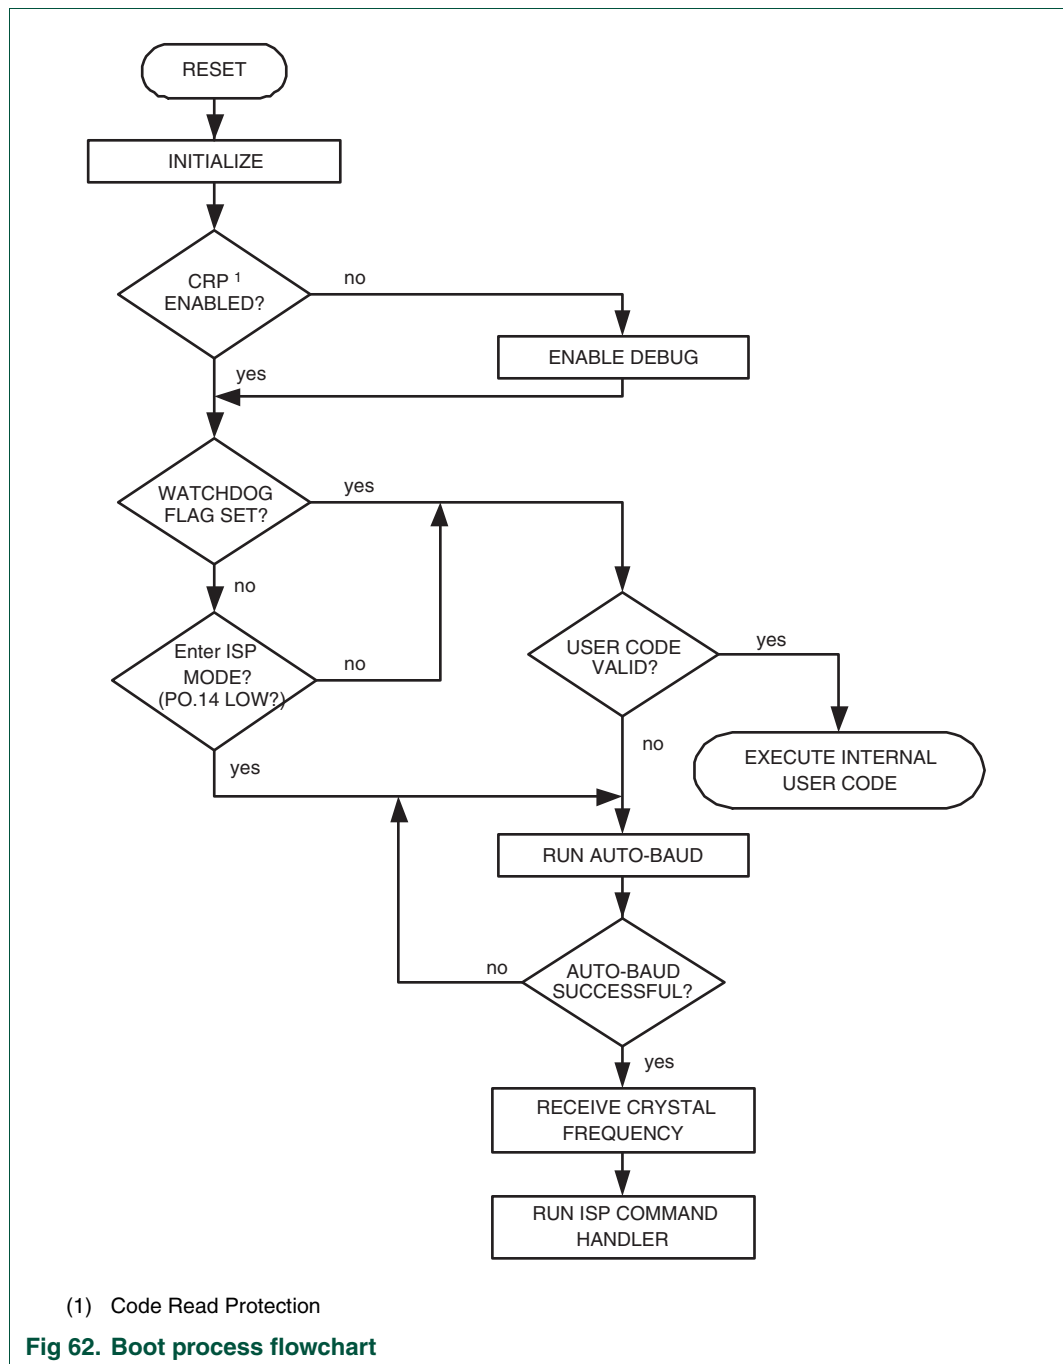 RESET
INITIALIZE
CRP 1
ENABLED?
no
ENABLE DEBUG
yes
WATCHDOG
FLAG SET?
yes
no
Enter ISP
MODE?
(PO.14 LOW?)
no
USER CODE
VALID?
yes
no
EXECUTE INTERNAL
USER CODE
yes
RUN AUTO-BAUD
AUTO-BAUD
SUCCESSFUL?
no
yes
RECEIVE CRYSTAL
FREQUENCY
RUN ISP COMMAND
HANDLER
(1) Code Read Protection
Fig 62. Boot process flowchart